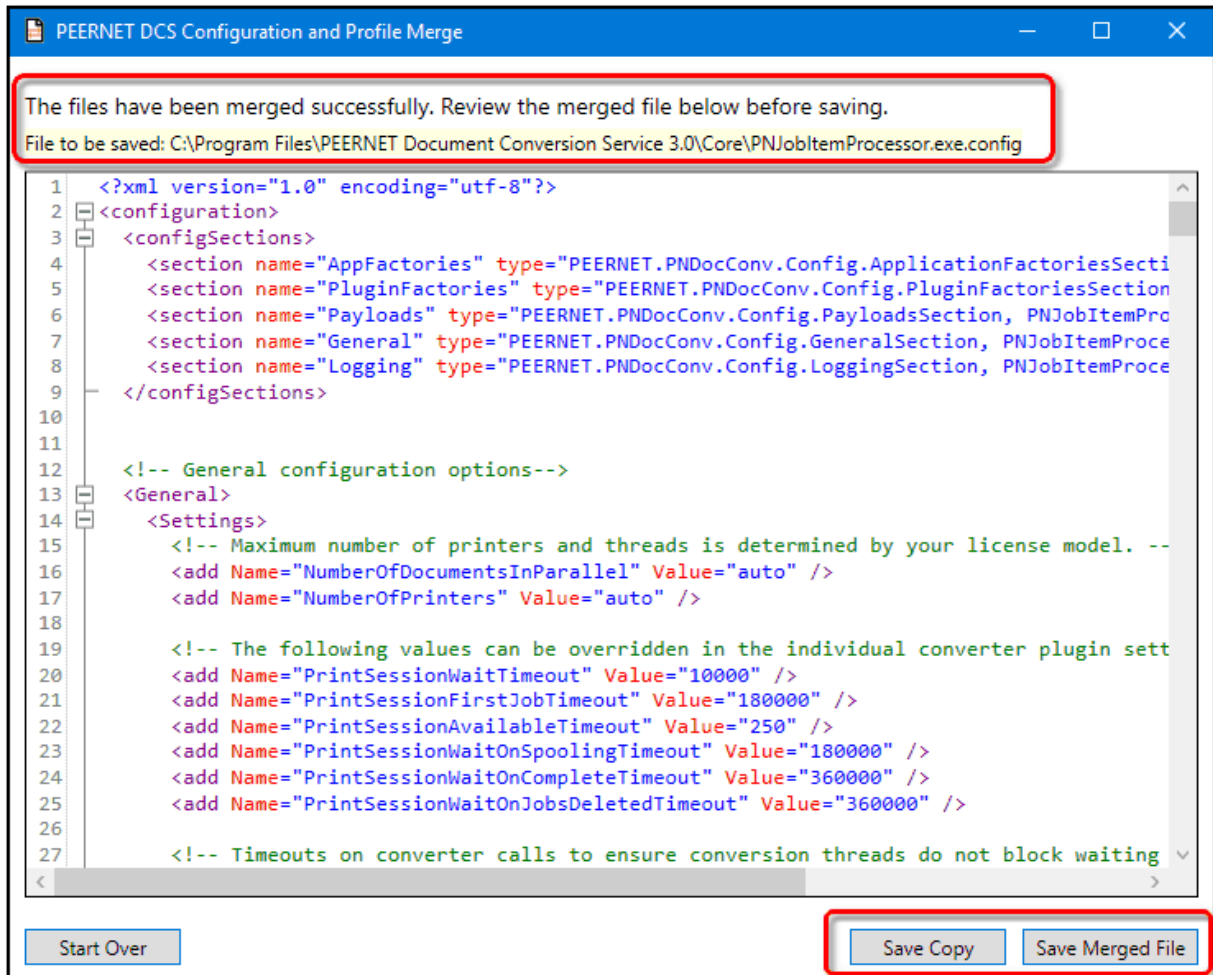 PEERNET DCS Configuration and Profile Merge
The files have been merged successfully. Review the merged file below before saving.
File to be saved: C:\Program Files\PEERNET Document Conversion Service 3.0\Core\PNJobItemProcessor.exe.config
1 <?xml version="1.0" encoding="utf-8"?>
2 <configuration>
3 <configSections>
4 <section name="AppFactories" type="PEERNET.PNDocConv.Config.ApplicationFactoriesSecti
5 <section name="PluginFactories" type="PEERNET.PNDocConv.Config.PluginFactoriesSection
6 <section name="Payloads" type="PEERNET.PNDocConv.Config.PayloadsSection, PNJobItemPro
7 <section name="General" type="PEERNET.PNDocConv.Config.GeneralSection, PNJobItemProce
8 <section name="Logging" type="PEERNET.PNDocConv.Config.LoggingSection, PNJobItemProce
9 </configSections>
10
11
12 <!-- General configuration options-->
13 <General>
14 <Settings>
15 <!-- Maximum number of printers and threads is determined by your license model. --
16 <add Name="NumberOfDocumentsInParallel" Value="auto" />
17 <add Name="NumberOfPrinters" Value="auto" />
18
19 <!-- The following values can be overridden in the individual converter plugin sett
20 <add Name="PrintSessionWaitTimeout" Value="10000" />
21 <add Name="PrintSessionFirstJobTimeout" Value="180000" />
22 <add Name="PrintSessionAvailableTimeout" Value="250" />
23 <add Name="PrintSessionWaitOnSpoolingTimeout" Value="180000" />
24 <add Name="PrintSessionWaitOnCompleteTimeout" Value="360000" />
25 <add Name="PrintSessionWaitOnJobsDeletedTimeout" Value="360000" />
26
27 <!-- Timeouts on converter calls to ensure conversion threads do not block waiting
Start Over
Save Copy
Save Merged File